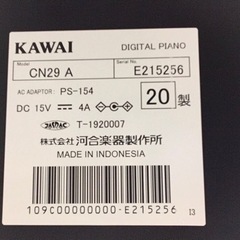 KAWAI DIGITAL PIANO
Model Serial No.
CN29 A E215256
AC ADAPTOR: PS-154
DC 15V ⎓ 4A
20 製
T-1920007
株式会社 河合楽器製作所
MADE IN INDONESIA
109C00000000-E215256 I3